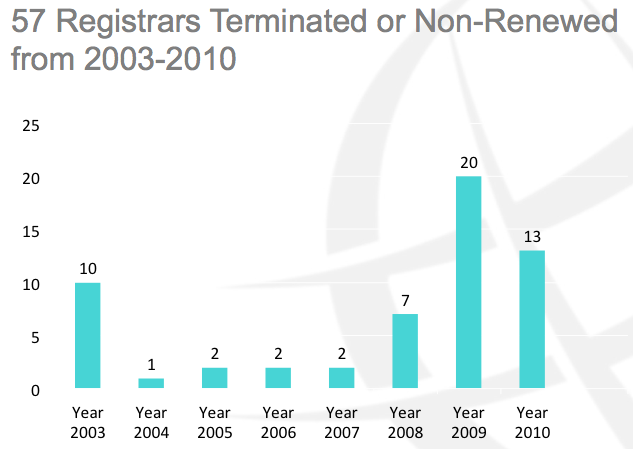 57 Registrars Terminated or Non-Renewed
from 2003-2010
25
20
15
10
5
0
10
1
2
2
2
7
20
13
Year
2003
Year
2004
Year
2005
Year
2006
Year
2007
Year
2008
Year
2009
Year
2010